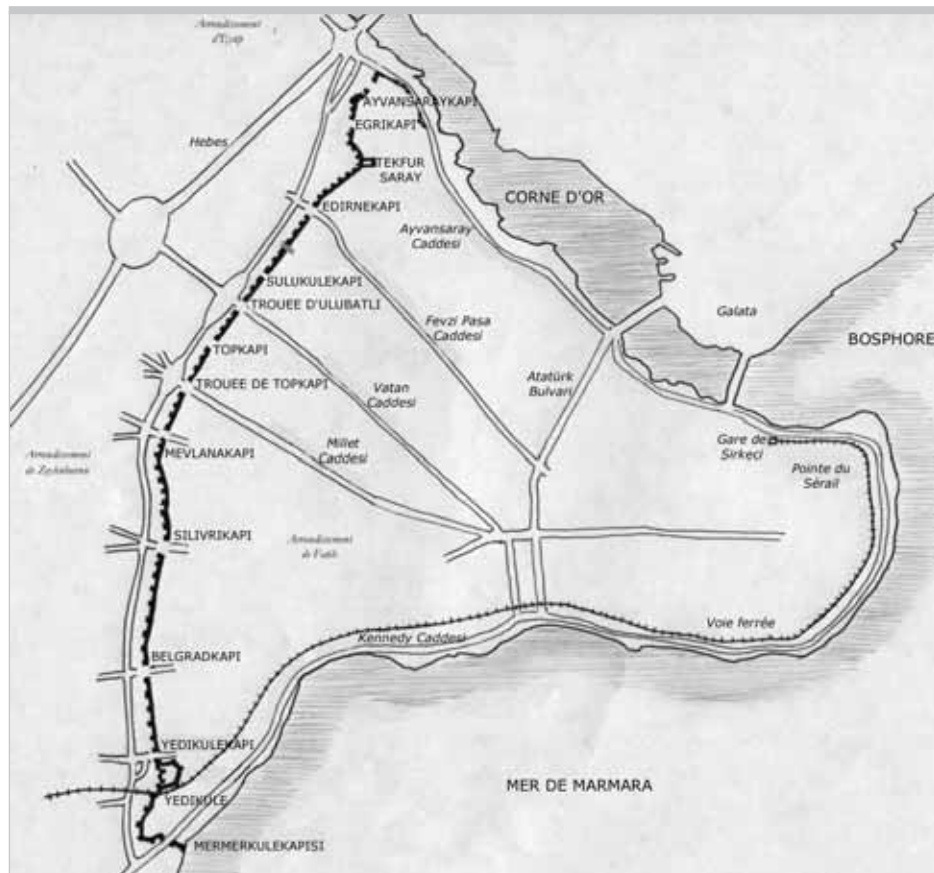 Arrondissement
d'Eyup
AYVANSARAYKAPI
EGRIKAPI
Hebes
TEKFUR
SARAY
CORNE D'OR
EDIRNEKAPI
Ayvansaray
Caddesi
SULUKULEKAPI
TROUEE D'ULUBATLI
Galata
Fevzi Pasa
Caddesi
BOSPHORE
TOPKAPI
Atatürk
Bulvari
TROUEE DE TOPKAPI
Vatan
Caddesi
Millet
Caddesi
Gare de
Sirkeçi
MEVLANAKAPI
Arrondissement
de Zeytinburnu
Pointe du
Sérail
SILIVRIKAPI
Arrondissement
de Fatih
Voie ferrée
Kennedy Caddesi
BELGRADKAPI
YEDIKULEKAPI
MER DE MARMARA
YEDIKULE
MERMERKULEKAPISI